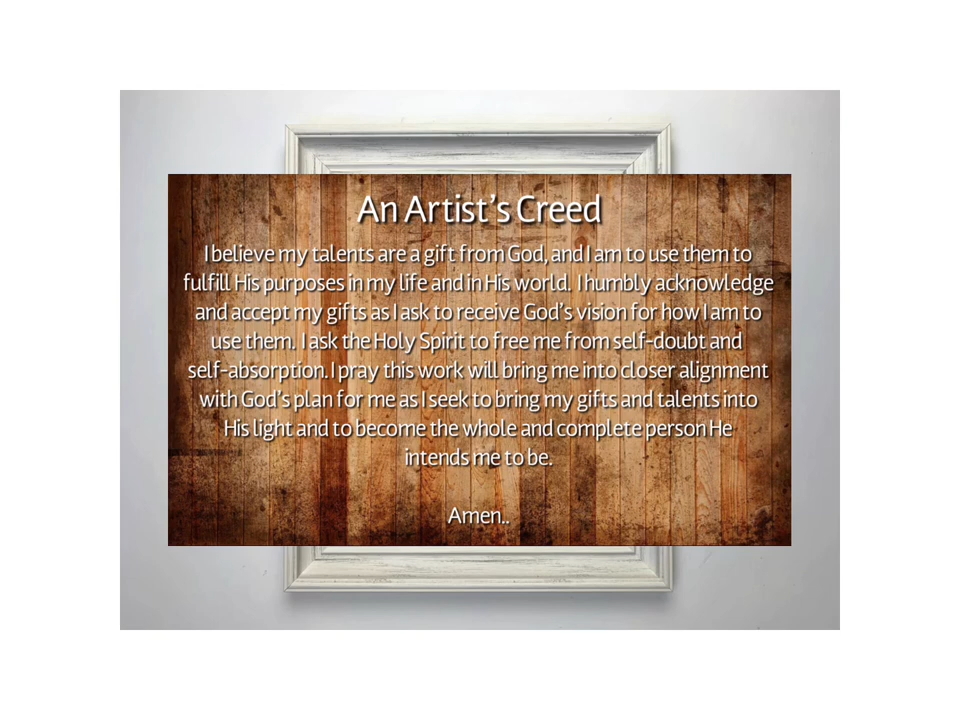 An Artist's Creed
I believe my talents are a gift from God, and I am to use them to
fulfill His purposes in my life and in His world. I humbly acknowledge
and accept my gifts as I ask to receive God's vision for how I am to
use them. I ask the Holy Spirit to free me from self-doubt and
self-absorption. I pray this work will bring me into closer alignment
with God's plan for me as I seek to bring my gifts and talents into
His light and to become the whole and complete person He
intends me to be.
Amen..